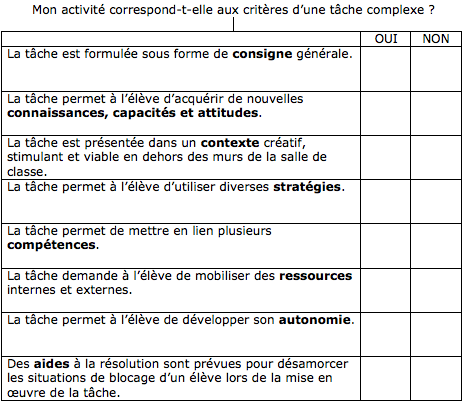 Mon activité correspond-t-elle aux critères d’une tâche complexe ?
OUI NON
La tâche est formulée sous forme de consigne générale.
La tâche permet à l’élève d’acquérir de nouvelles
connaissances, capacités et attitudes.
La tâche est présentée dans un contexte créatif,
stimulant et viable en dehors des murs de la salle de
classe.
La tâche permet à l’élève d’utiliser diverses stratégies.
La tâche permet de mettre en lien plusieurs
compétences.
La tâche demande à l’élève de mobiliser des ressources
internes et externes.
La tâche permet à l’élève de développer son autonomie.
Des aides à la résolution sont prévues pour désamorcer
les situations de blocage d’un élève lors de la mise en
œuvre de la tâche.